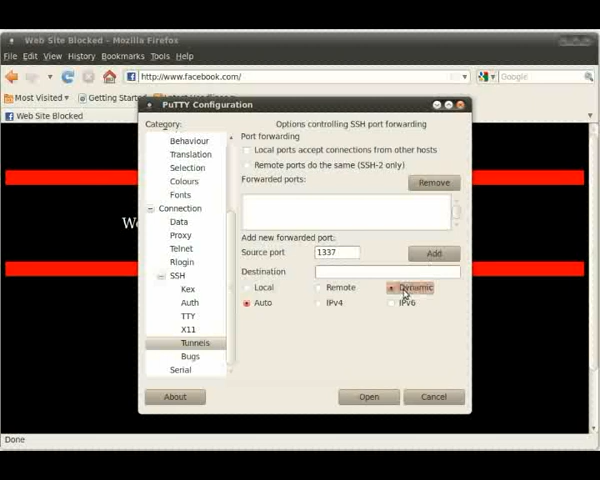 Web Site Blocked - Mozilla Firefox
File Edit View History Bookmarks Tools Help
http://www.facebook.com/
Google
Most Visited Getting Started
Web Site Blocked
PuTTY Configuration
Category:
Behaviour
Translation
Selection
Colours
Fonts
Connection
Data
Proxy
Telnet
Rlogin
SSH
Kex
Auth
TTY
X11
Tunnels
Bugs
Serial
Options controlling SSH port forwarding
Port forwarding
Local ports accept connections from other hosts
Remote ports do the same (SSH-2 only)
Forwarded ports:
Remove
Add new forwarded port:
Source port 1337 Add
Destination
Local Remote Dynamic
Auto IPv4 IPv6
About Open Cancel
Done